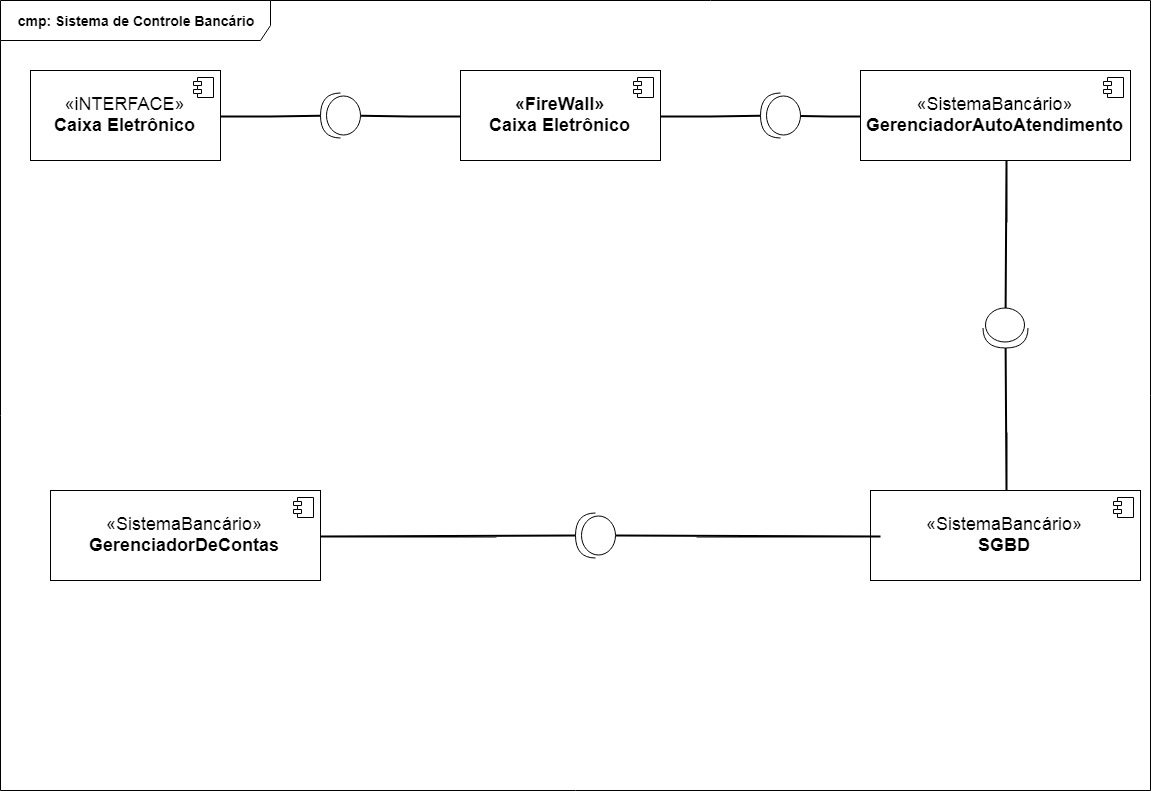 cmp: Sistema de Controle Bancário
«iNTERFACE»
Caixa Eletrônico
«FireWall»
Caixa Eletrônico
«SistemaBancário»
GerenciadorAutoAtendimento
«SistemaBancário»
GerenciadorDeContas
«SistemaBancário»
SGBD